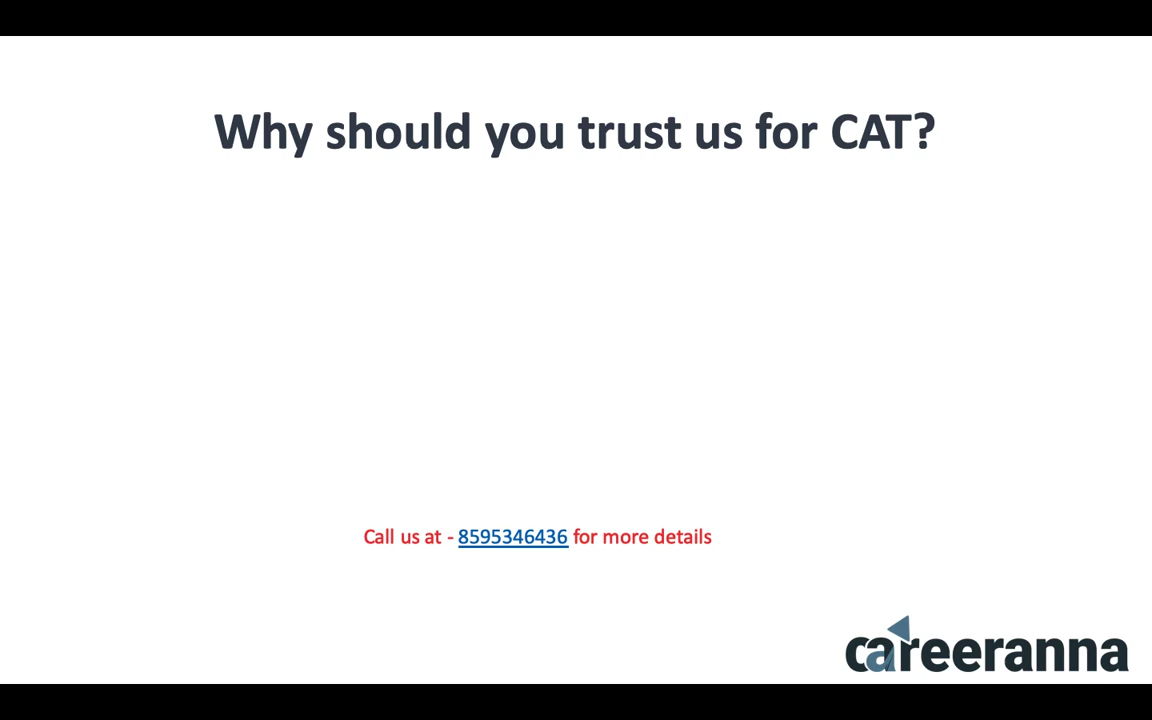 Why should you trust us for CAT?
Call us at - 8595346436 for more details
careeranna